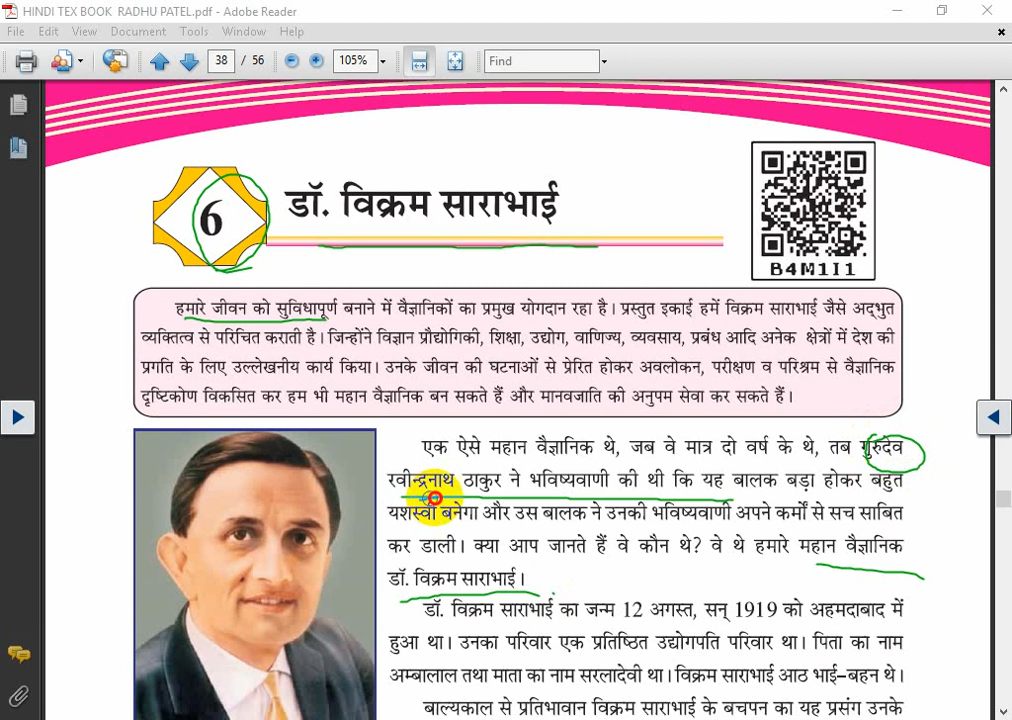 HINDI TEX BOOK RADHU PATEL.pdf - Adobe Reader
File Edit View Document Tools Window Help
38 / 56 105% Find
6 डॉ. विक्रम साराभाई
B4M1I1
हमारे जीवन को सुविधापूर्ण बनाने में वैज्ञानिकों का प्रमुख योगदान रहा है। प्रस्तुत इकाई हमें विक्रम साराभाई जैसे अद्भुत
व्यक्तित्व से परिचित कराती है। जिन्होंने विज्ञान प्रौद्योगिकी, शिक्षा, उद्योग, वाणिज्य, व्यवसाय, प्रबंध आदि अनेक क्षेत्रों में देश की
प्रगति के लिए उल्लेखनीय कार्य किया। उनके जीवन की घटनाओं से प्रेरित होकर अवलोकन, परीक्षण व परिश्रम से वैज्ञानिक
दृष्टिकोण विकसित कर हम भी महान वैज्ञानिक बन सकते हैं और मानवजाति की अनुपम सेवा कर सकते हैं।
एक ऐसे महान वैज्ञानिक थे, जब वे मात्र दो वर्ष के थे, तब गुरुदेव
रवीन्द्रनाथ ठाकुर ने भविष्यवाणी की थी कि यह बालक बड़ा होकर बहुत
यशस्वी बनेगा और उस बालक ने उनकी भविष्यवाणी अपने कर्मों से सच साबित
कर डाली। क्या आप जानते हैं वे कौन थे? वे थे हमारे महान वैज्ञानिक
डॉ. विक्रम साराभाई।
डॉ. विक्रम साराभाई का जन्म 12 अगस्त, सन् 1919 को अहमदाबाद में
हुआ था। उनका परिवार एक प्रतिष्ठित उद्योगपति परिवार था। पिता का नाम
अम्बालाल तथा माता का नाम सरलादेवी था। विक्रम साराभाई आठ भाई-बहन थे।
बाल्यकाल से प्रतिभावान विक्रम साराभाई के बचपन का यह प्रसंग उनके